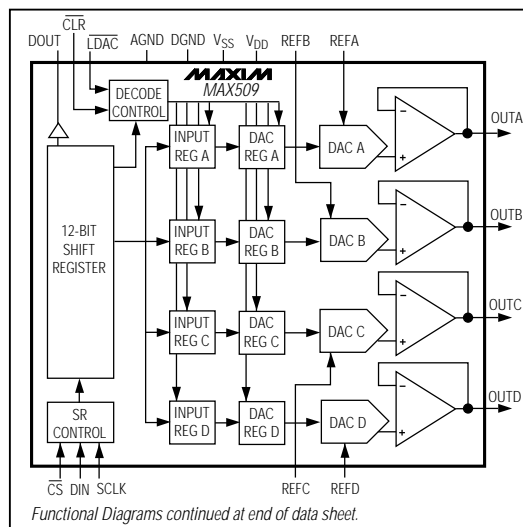 CLR
DOUT
LDAC
AGND
DGND
VSS
VDD
REFB
REFA
MAXIM
MAX509
DECODE
CONTROL
INPUT
REG A
DAC
REG A
DAC A
OUTA
12-BIT
SHIFT
REGISTER
INPUT
REG B
DAC
REG B
DAC B
OUTB
INPUT
REG C
DAC
REG C
DAC C
OUTC
SR
CONTROL
INPUT
REG D
DAC
REG D
DAC D
OUTD
CS
DIN
SCLK
REFC
REFD
Functional Diagrams continued at end of data sheet.